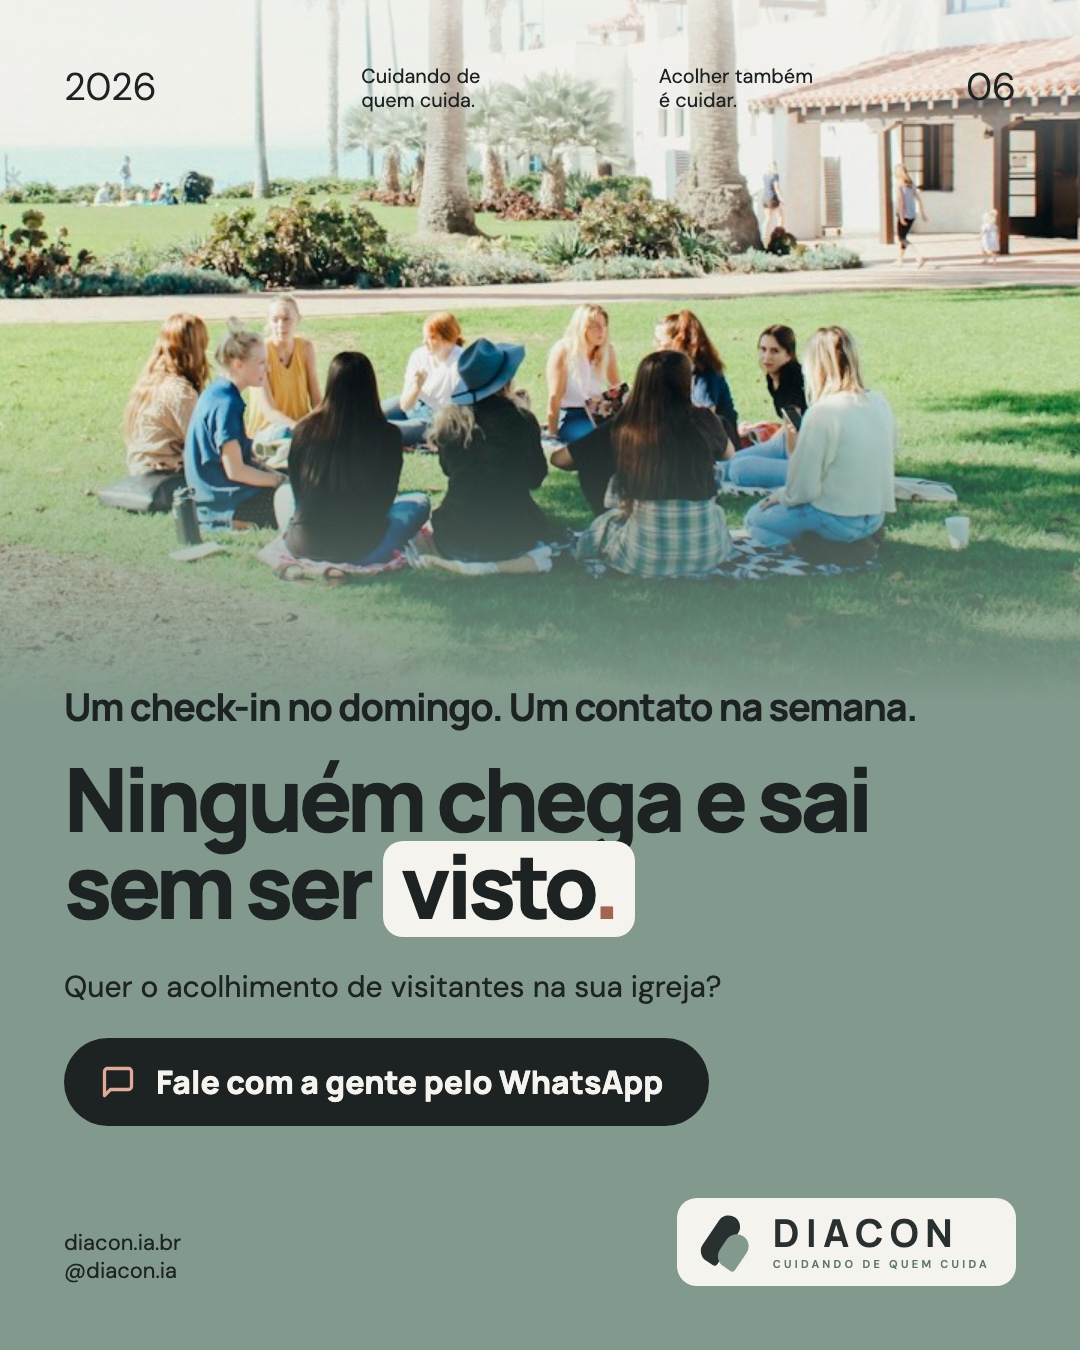 2026
Cuidando de
quem cuida.
Acolher também
é cuidar.
06
Um check-in no domingo. Um contato na semana.
Ninguém chega e sai
sem ser visto.
Quer o acolhimento de visitantes na sua igreja?
Fale com a gente pelo WhatsApp
diacon.ia.br
@diacon.ia
DIACON
CUIDANDO DE QUEM CUIDA